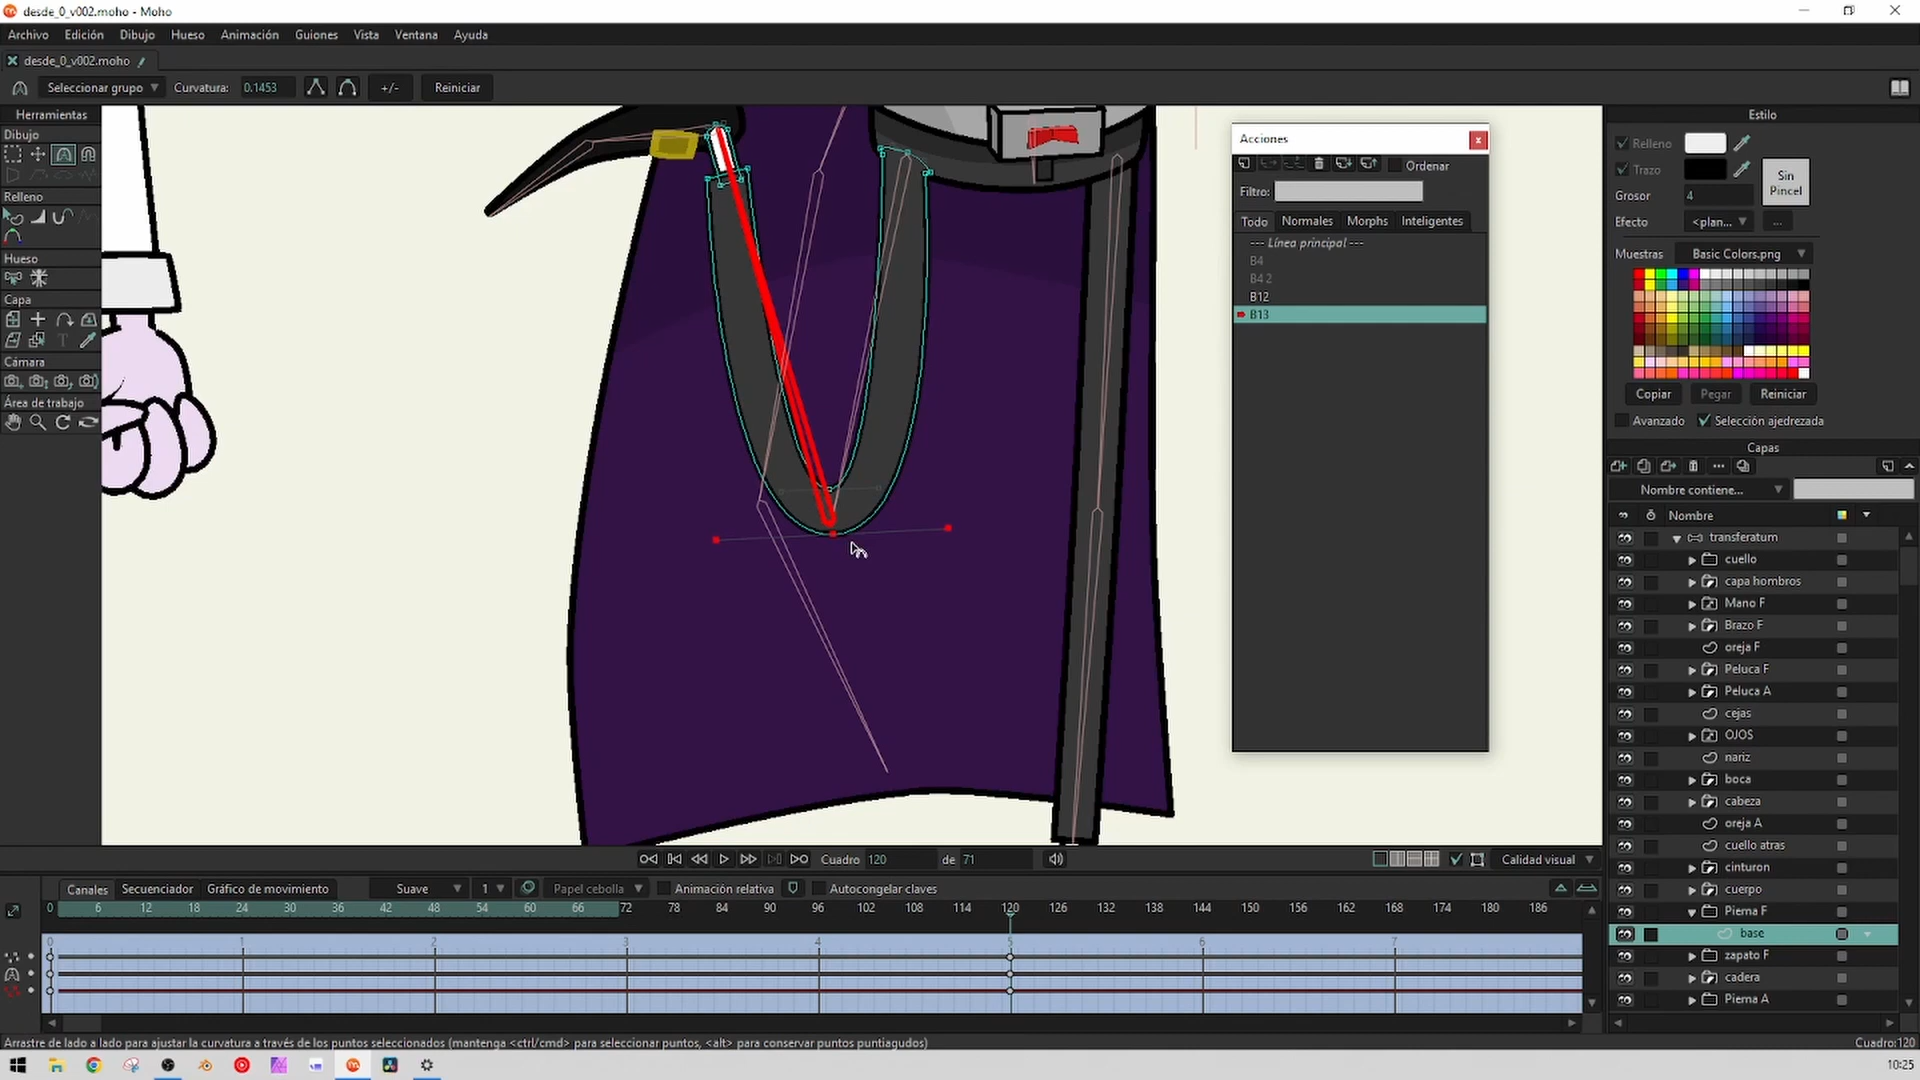 desde_0_v002.moho - Moho
Archivo Edición Dibujo Hueso Animación Guiones Vista Ventana Ayuda
desde_0_v002.moho
Seleccionar grupo Curvatura: 0.1453 +/- Reiniciar
Herramientas
Dibujo
Relleno
Hueso
Capa
Cámara
Área de trabajo
Acciones
Ordenar
Filtro:
Todo Normales Morphs Inteligentes
--- Línea principal ---
B4
B4 2
B12
B13
Estilo
Relleno
Trazo
Sin Pincel
Grosor 4
Efecto <plan... ...
Muestras Basic Colors.png
Copiar Pegar Reiniciar
Avanzado Selección ajedrezada
Capas
Nombre contiene...
Nombre
transferatum
cuello
capa hombros
Mano F
Brazo F
oreja F
Peluca F
Peluca A
cejas
OJOS
nariz
boca
cabeza
oreja A
cuello atras
cinturon
cuerpo
Pierna F
base
zapato F
cadera
Pierna A
Cuadro 120 de 71 Calidad visual
Canales Secuenciador Gráfico de movimiento Suave 1 Papel cebolla Animación relativa Autocongelar claves
0 6 12 18 24 30 36 42 48 54 60 66 72 78 84 90 96 102 108 114 120 126 132 138 144 150 156 162 168 174 180 186
0 1 2 3 4 5 6 7
Arrastre de lado a lado para ajustar la curvatura a través de los puntos seleccionados (mantenga <ctrl/cmd> para seleccionar puntos, <alt> para conservar puntos puntiagudos) Cuadro:120
10:25